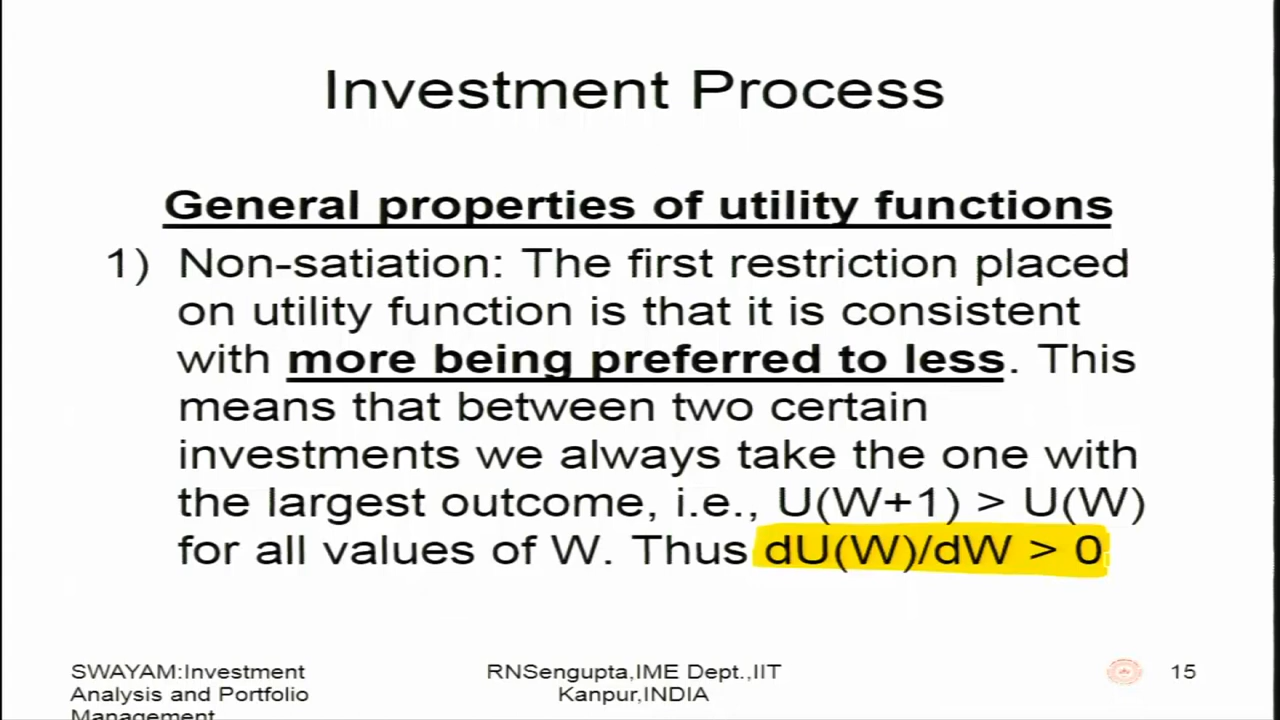 Investment Process
General properties of utility functions
1) Non-satiation: The first restriction placed
on utility function is that it is consistent
with more being preferred to less. This
means that between two certain
investments we always take the one with
the largest outcome, i.e., U(W+1) > U(W)
for all values of W. Thus dU(W)/dW > 0
SWAYAM:Investment
Analysis and Portfolio
Management
RNSengupta,IME Dept.,IIT
Kanpur,INDIA
15